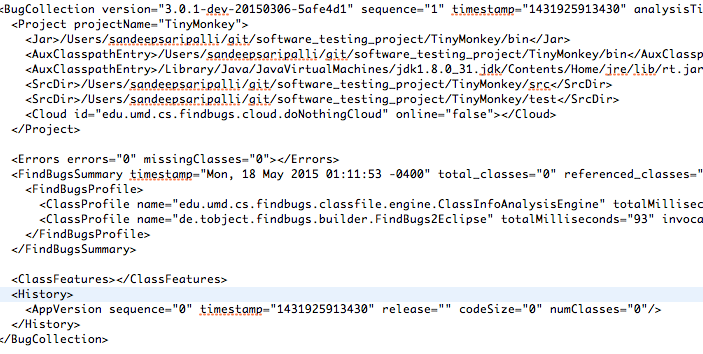 <BugCollection version="3.0.1-dev-20150306-5afe4d1" sequence="1" timestamp="1431925913430" analysisTi
<Project projectName="TinyMonkey">
<Jar>/Users/sandeepsaripalli/git/software_testing_project/TinyMonkey/bin</Jar>
<AuxClasspathEntry>/Users/sandeepsaripalli/git/software_testing_project/TinyMonkey/bin</AuxClassp
<AuxClasspathEntry>/Library/Java/JavaVirtualMachines/jdk1.8.0_31.jdk/Contents/Home/jre/lib/rt.jar
<SrcDir>/Users/sandeepsaripalli/git/software_testing_project/TinyMonkey/src</SrcDir>
<SrcDir>/Users/sandeepsaripalli/git/software_testing_project/TinyMonkey/test</SrcDir>
<Cloud id="edu.umd.cs.findbugs.cloud.doNothingCloud" online="false"></Cloud>
</Project>
<Errors errors="0" missingClasses="0"></Errors>
<FindBugsSummary timestamp="Mon, 18 May 2015 01:11:53 -0400" total_classes="0" referenced_classes="
<FindBugsProfile>
<ClassProfile name="edu.umd.cs.findbugs.classfile.engine.ClassInfoAnalysisEngine" totalMillisec
<ClassProfile name="de.tobject.findbugs.builder.FindBugs2Eclipse" totalMilliseconds="93" invoca
</FindBugsProfile>
</FindBugsSummary>
<ClassFeatures></ClassFeatures>
<History>
<AppVersion sequence="0" timestamp="1431925913430" release="" codeSize="0" numClasses="0"/>
</History>
</BugCollection>